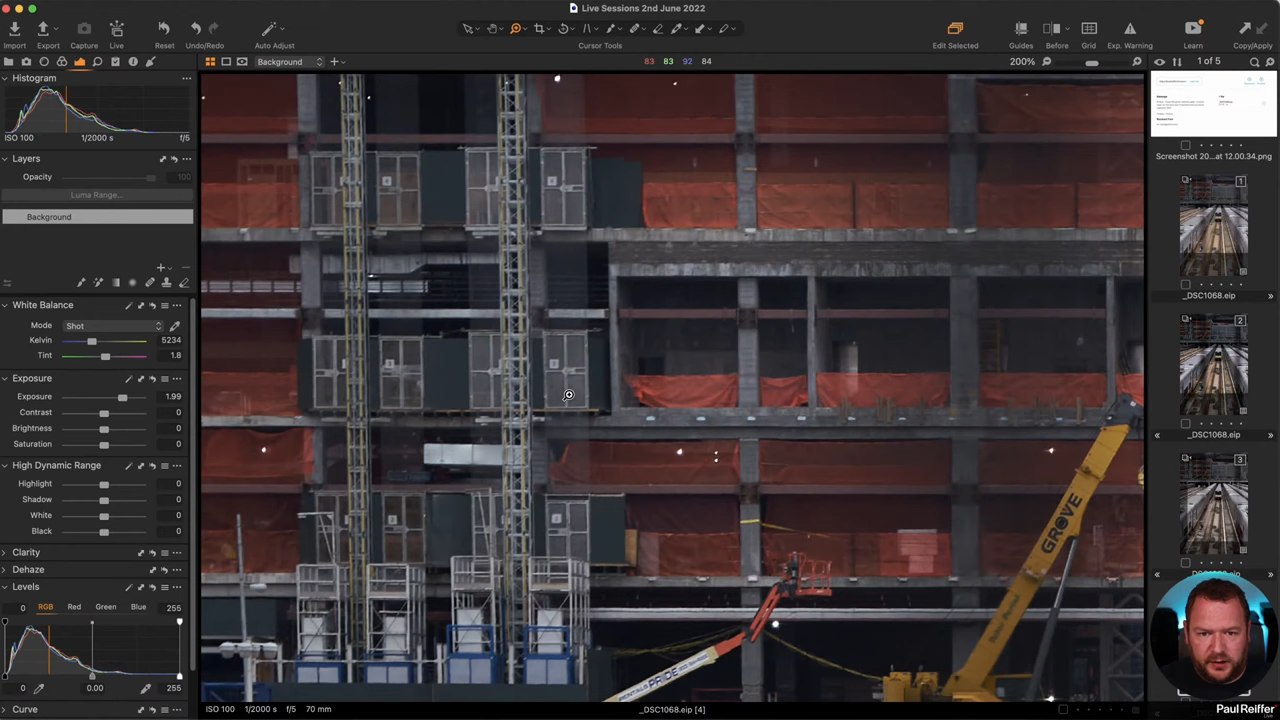 Live Sessions 2nd June 2022
Import
Export
Capture
Live
Reset
Undo/Redo
Auto Adjust
Cursor Tools
Edit Selected
Guides
Before
Grid
Exp. Warning
Learn
Copy/Apply
Background
83 83 92 84
200%
1 of 5
Histogram
ISO 100
1/2000 s
f/5
Layers
Opacity
100
Luma Range...
Background
White Balance
Mode Shot
Kelvin 5234
Tint 1.8
Exposure
Exposure 1.99
Contrast 0
Brightness 0
Saturation 0
High Dynamic Range
Highlight 0
Shadow 0
White 0
Black 0
Clarity
Dehaze
Levels
0 RGB Red Green Blue 255
0 0.00 255
Curve
GROVE
PRIDE
ISO 100 1/2000 s f/5 70 mm
_DSC1068.eip [4]
Screenshot 20...at 12.00.34.png
1
_DSC1068.eip
2
_DSC1068.eip
3
_DSC1068.eip
Paul Reiffer
Live